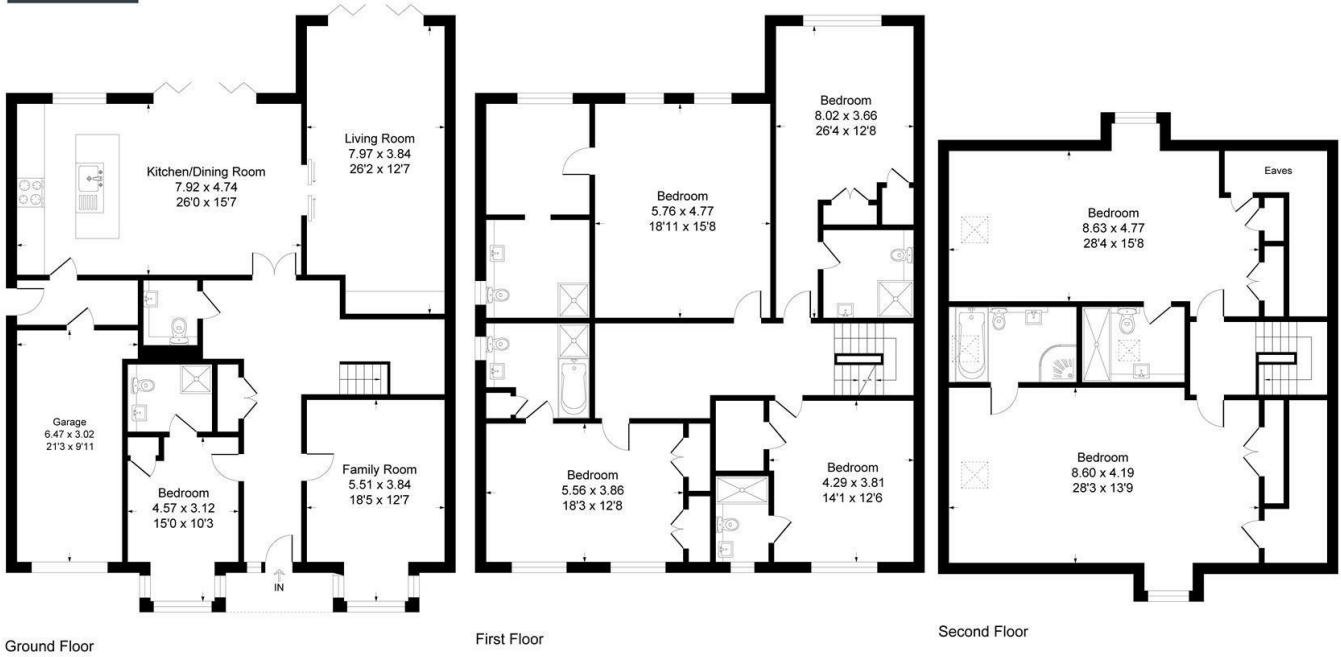 Kitchen/Dining Room
7.92 x 4.74
26'0 x 15'7
Living Room
7.97 x 3.84
26'2 x 12'7
Garage
6.47 x 3.02
21'3 x 9'11
Bedroom
4.57 x 3.12
15'0 x 10'3
Family Room
5.51 x 3.84
18'5 x 12'7
IN
Ground Floor
Bedroom
5.76 x 4.77
18'11 x 15'8
Bedroom
8.02 x 3.66
26'4 x 12'8
Bedroom
5.56 x 3.86
18'3 x 12'8
Bedroom
4.29 x 3.81
14'1 x 12'6
First Floor
Eaves
Bedroom
8.63 x 4.77
28'4 x 15'8
Bedroom
8.60 x 4.19
28'3 x 13'9
Second Floor